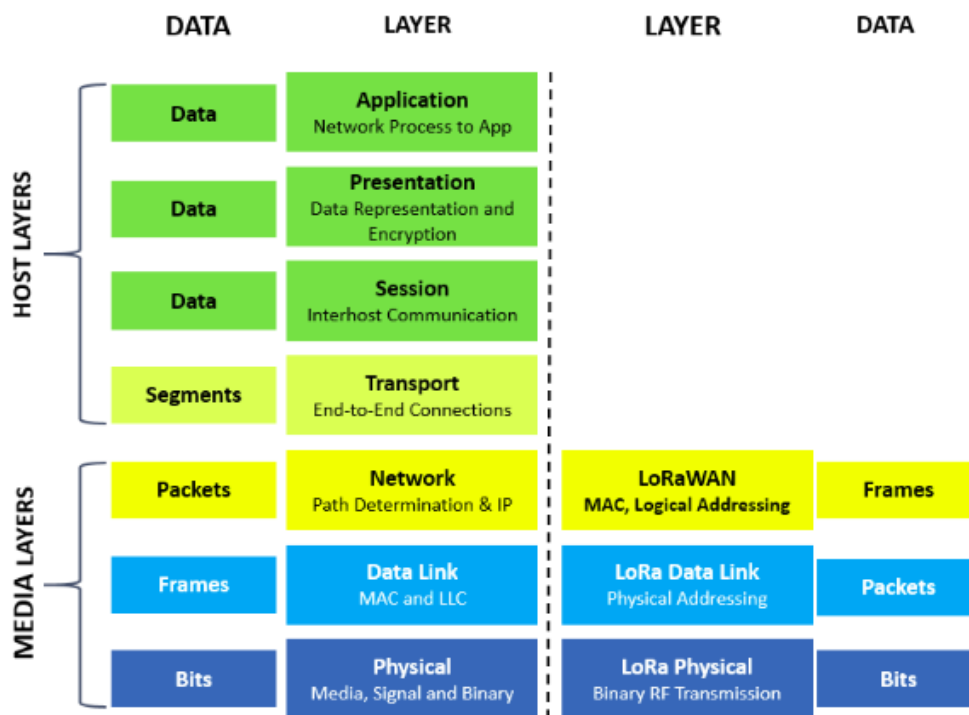 DATA LAYER LAYER DATA
HOST LAYERS
Data
Application
Network Process to App
Data
Presentation
Data Representation and
Encryption
Data
Session
Interhost Communication
Segments
Transport
End-to-End Connections
MEDIA LAYERS
Packets
Network
Path Determination & IP
LoRaWAN
MAC, Logical Addressing
Frames
Frames
Data Link
MAC and LLC
LoRa Data Link
Physical Addressing
Packets
Bits
Physical
Media, Signal and Binary
LoRa Physical
Binary RF Transmission
Bits